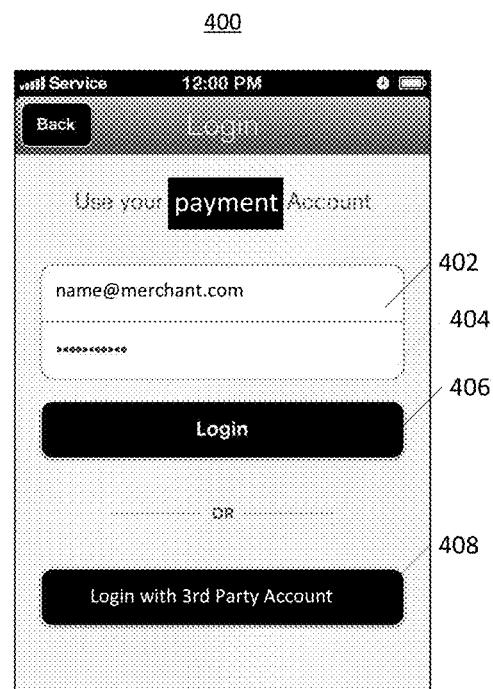 400
Service 12:00 PM
Back Login
Use your payment Account
402
name@merchant.com
404
***********
406
Login
OR
408
Login with 3rd Party Account